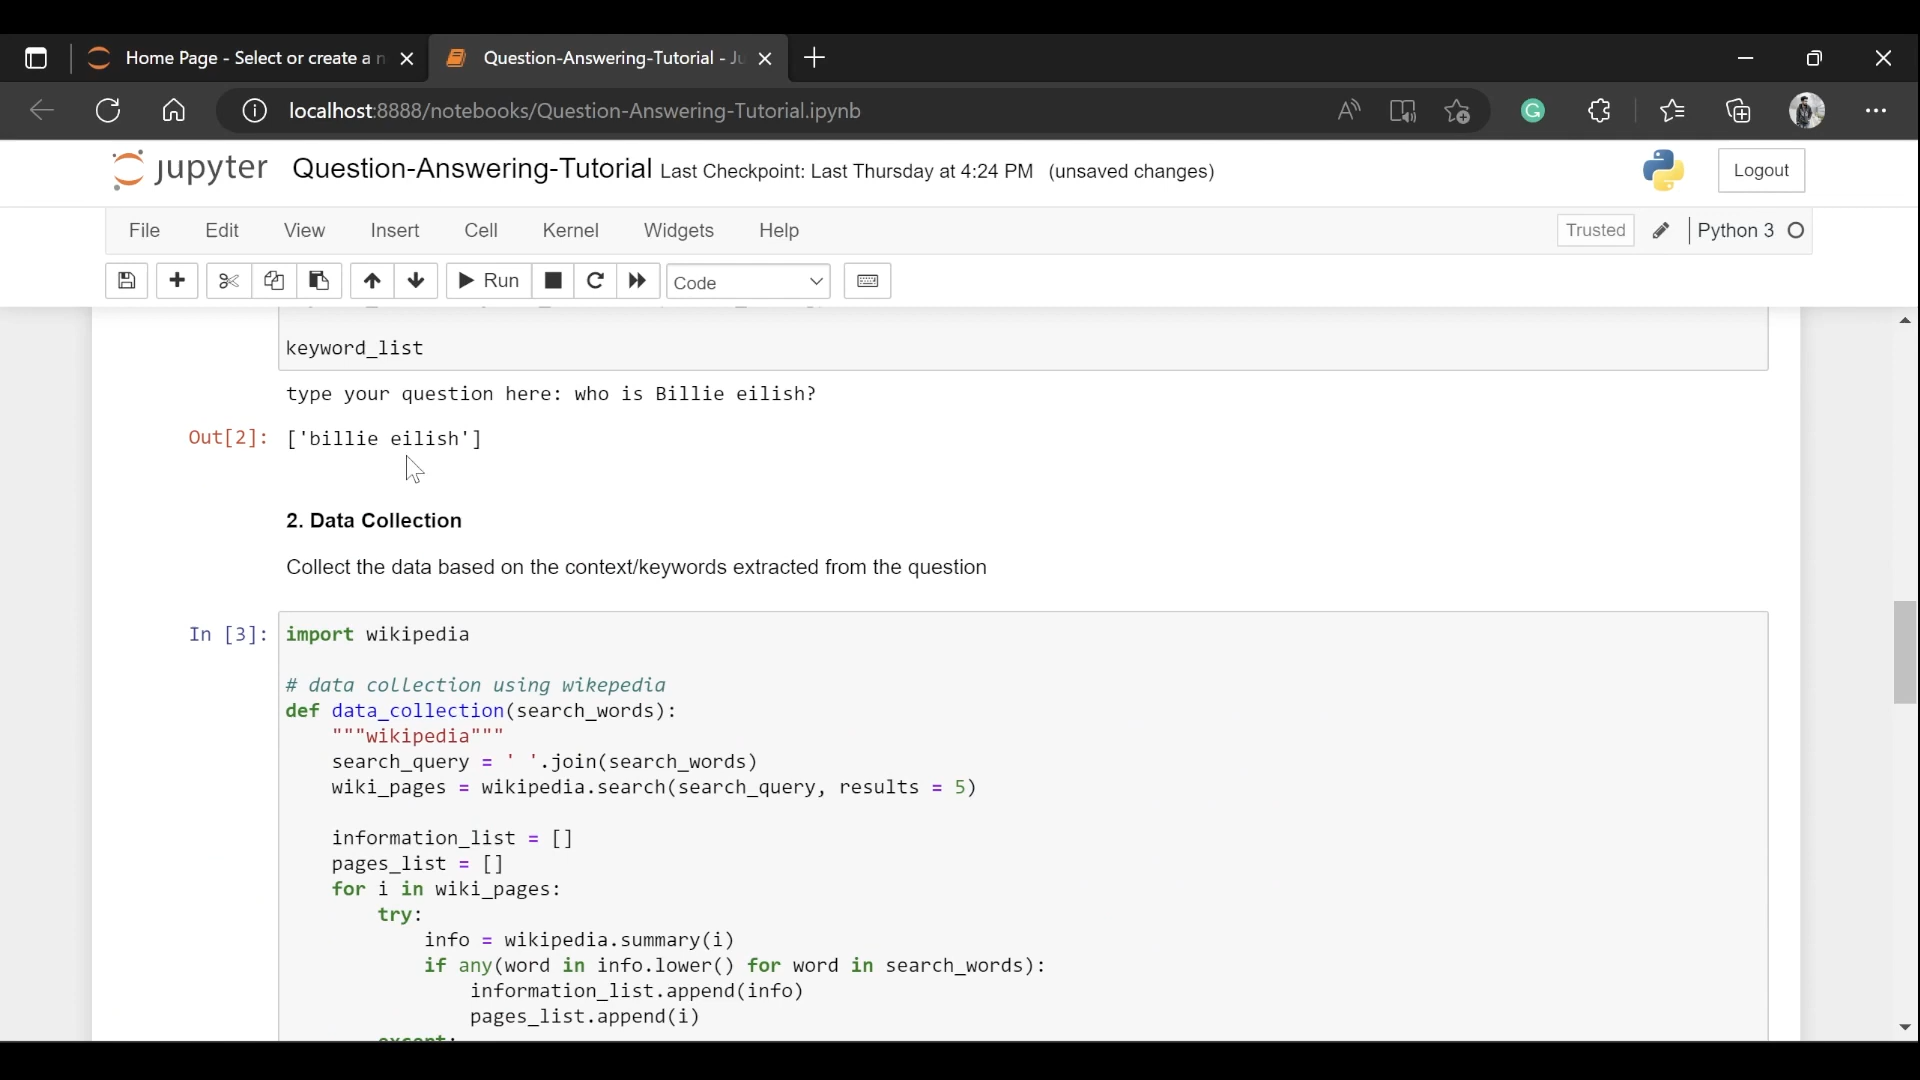 Home Page - Select or create a n
Question-Answering-Tutorial - Ju
localhost:8888/notebooks/Question-Answering-Tutorial.ipynb
jupyter Question-Answering-Tutorial Last Checkpoint: Last Thursday at 4:24 PM (unsaved changes)
Logout
File Edit View Insert Cell Kernel Widgets Help
Trusted Python 3
Run Code
keyword_list
type your question here: who is Billie eilish?
Out[2]: ['billie eilish']
2. Data Collection
Collect the data based on the context/keywords extracted from the question
In [3]: import wikipedia
# data collection using wikepedia
def data_collection(search_words):
    """wikipedia"""
    search_query = ' '.join(search_words)
    wiki_pages = wikipedia.search(search_query, results = 5)
    information_list = []
    pages_list = []
    for i in wiki_pages:
        try:
            info = wikipedia.summary(i)
            if any(word in info.lower() for word in search_words):
                information_list.append(info)
                pages_list.append(i)
        except: